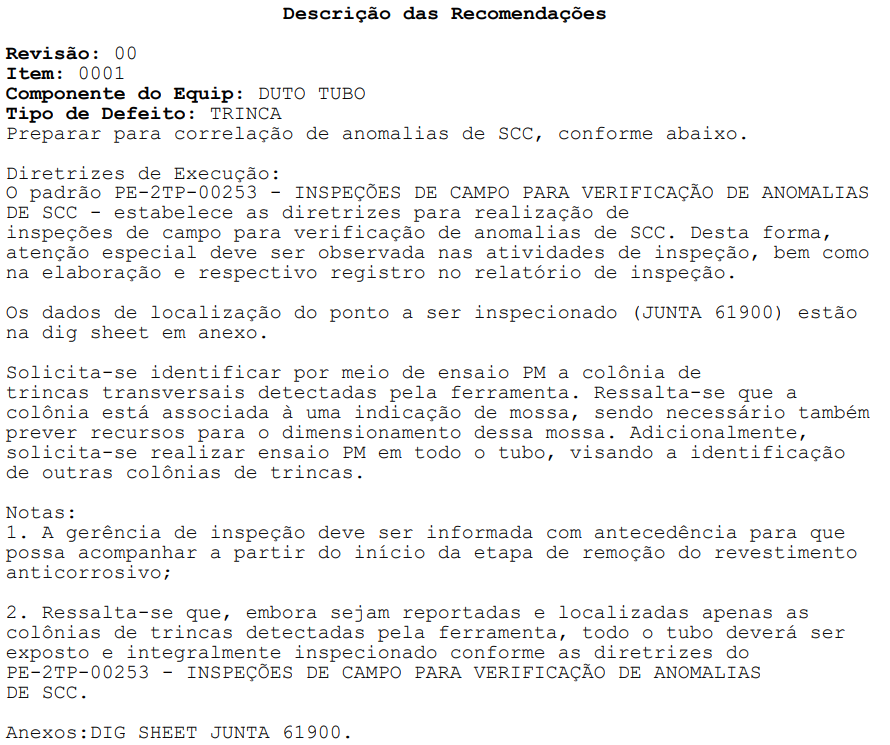 Descrição das Recomendações
Revisão: 00
Item: 0001
Componente do Equip: DUTO TUBO
Tipo de Defeito: TRINCA
Preparar para correlação de anomalias de SCC, conforme abaixo.
Diretrizes de Execução:
O padrão PE-2TP-00253 - INSPEÇÕES DE CAMPO PARA VERIFICAÇÃO DE ANOMALIAS
DE SCC - estabelece as diretrizes para realização de
inspeções de campo para verificação de anomalias de SCC. Desta forma,
atenção especial deve ser observada nas atividades de inspeção, bem como
na elaboração e respectivo registro no relatório de inspeção.
Os dados de localização do ponto a ser inspecionado (JUNTA 61900) estão
na dig sheet em anexo.
Solicita-se identificar por meio de ensaio PM a colônia de
trincas transversais detectadas pela ferramenta. Ressalta-se que a
colônia está associada à uma indicação de mossa, sendo necessário também
prever recursos para o dimensionamento dessa mossa. Adicionalmente,
solicita-se realizar ensaio PM em todo o tubo, visando a identificação
de outras colônias de trincas.
Notas:
1. A gerência de inspeção deve ser informada com antecedência para que
possa acompanhar a partir do início da etapa de remoção do revestimento
anticorrosivo;
2. Ressalta-se que, embora sejam reportadas e localizadas apenas as
colônias de trincas detectadas pela ferramenta, todo o tubo deverá ser
exposto e integralmente inspecionado conforme as diretrizes do
PE-2TP-00253 - INSPEÇÕES DE CAMPO PARA VERIFICAÇÃO DE ANOMALIAS
DE SCC.
Anexos:DIG SHEET JUNTA 61900.